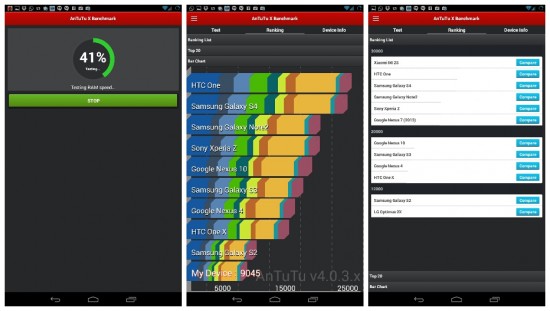 AnTuTu X Benchmark
41%
Testing...
Testing RAM speed..
STOP
AnTuTu X Benchmark
Test Ranking Device Info
Ranking List
Top 20
Bar Chart
HTC One
Samsung Galaxy S4
Samsung Galaxy Note2
Sony Xperia Z
Google Nexus 10
Samsung Galaxy S3
Google Nexus 4
HTC One X
Samsung Galaxy S2
My Device : 9045
AnTuTu v4.0.3.x
5000 10000 15000 25000
AnTuTu X Benchmark
Test Ranking Device Info
Ranking List
30000
Xiaomi MI 2S Compare
HTC One Compare
Samsung Galaxy S4 Compare
Samsung Galaxy Note2 Compare
Sony Xperia Z Compare
Google Nexus 7 (2013) Compare
20000
Google Nexus 10 Compare
Samsung Galaxy S3 Compare
Google Nexus 4 Compare
HTC One X Compare
Samsung Galaxy S2 Compare
LG Optimus 2X Compare
Top 20
Bar Chart